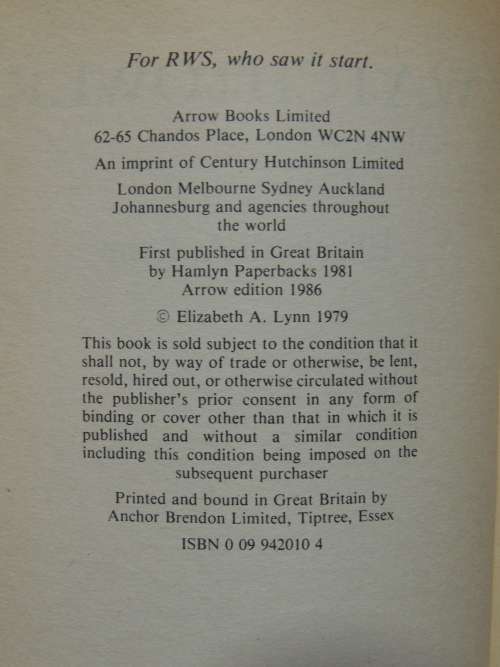 For RWS, who saw it start.
Arrow Books Limited
62-65 Chandos Place, London WC2N 4NW
An imprint of Century Hutchinson Limited
London Melbourne Sydney Auckland
Johannesburg and agencies throughout
the world
First published in Great Britain
by Hamlyn Paperbacks 1981
Arrow edition 1986
© Elizabeth A. Lynn 1979
This book is sold subject to the condition that it
shall not, by way of trade or otherwise, be lent,
resold, hired out, or otherwise circulated without
the publisher's prior consent in any form of
binding or cover other than that in which it is
published and without a similar condition
including this condition being imposed on the
subsequent purchaser
Printed and bound in Great Britain by
Anchor Brendon Limited, Tiptree, Essex
ISBN 0 09 942010 4